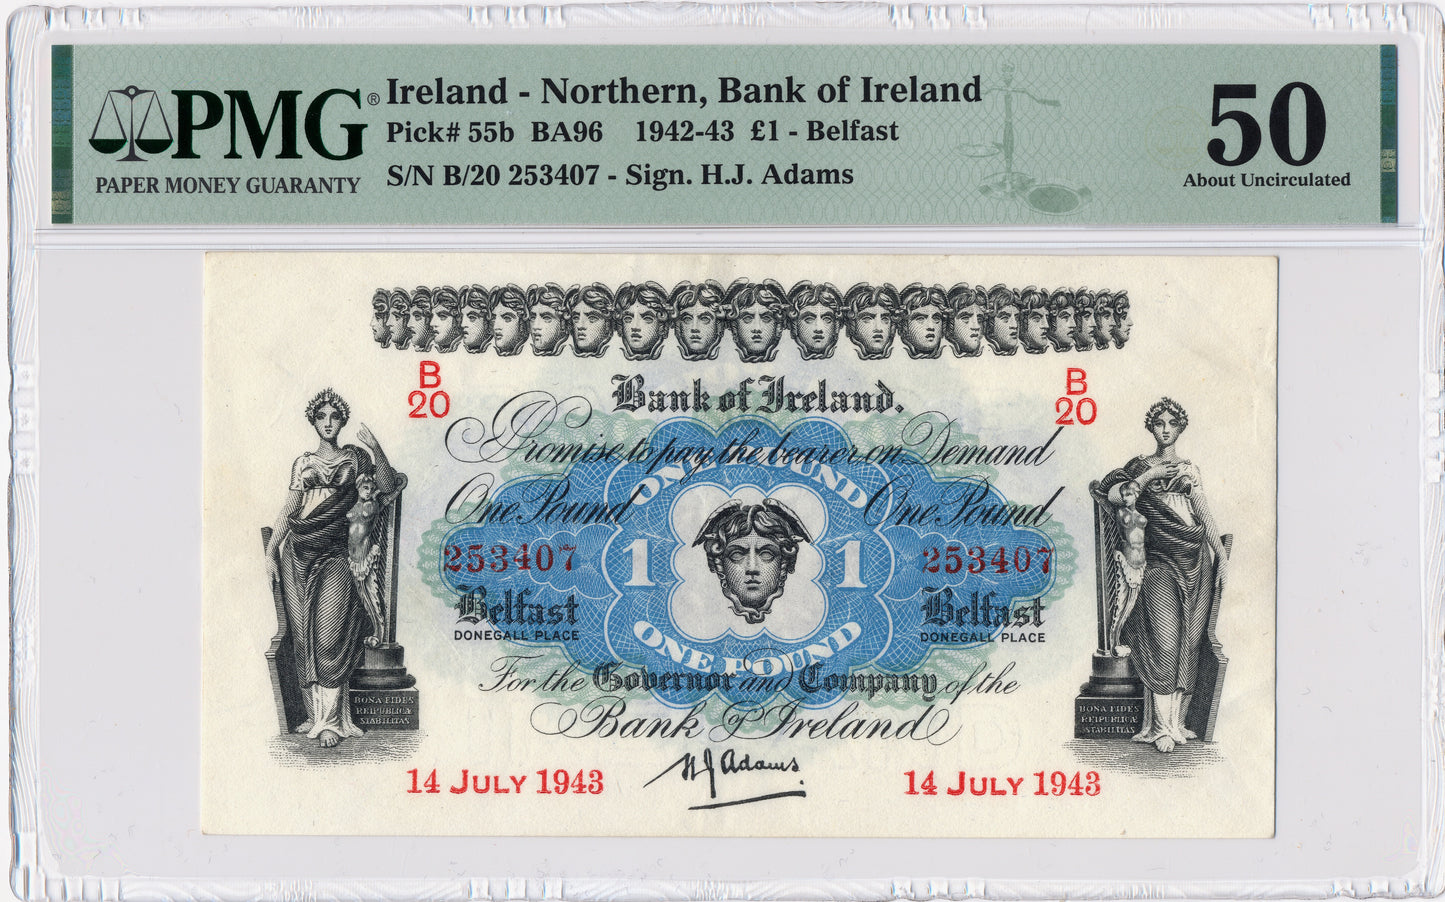 PMG®
PAPER MONEY GUARANTY
Ireland - Northern, Bank of Ireland
Pick# 55b BA96 1942-43 £1 - Belfast
S/N B/20 253407 - Sign. H.J. Adams
50
About Uncirculated
B
20
B
20
Bank of Ireland.
Promise to pay the bearer on Demand
ONE POUND
One Pound One Pound
253407 1 1 253407
Belfast Belfast
DONEGALL PLACE DONEGALL PLACE
ONE POUND
For the Governor and Company of the
Bank of Ireland
BONA FIDES
REIPUBLICÆ
STABILITAS
BONA FIDES
REIPUBLICÆ
STABILITAS
H J Adams
14 JULY 1943 14 JULY 1943